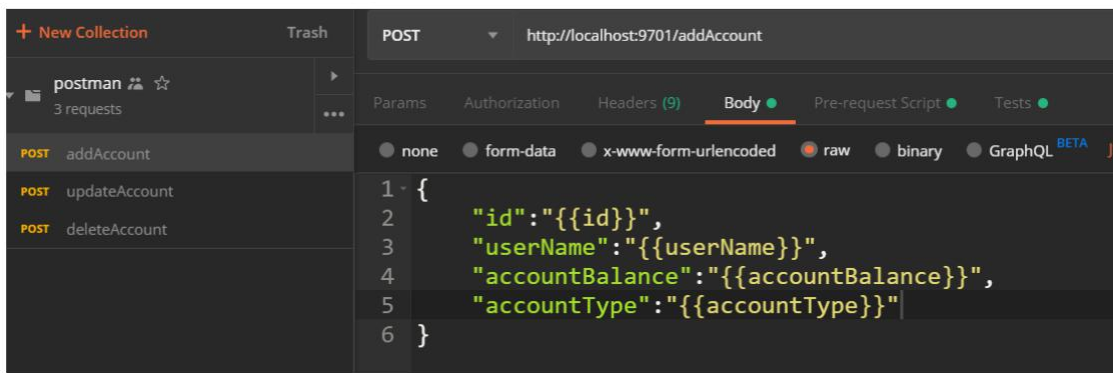 + New Collection
Trash
postman
3 requests
POST addAccount
POST updateAccount
POST deleteAccount
POST
http://localhost:9701/addAccount
Params Authorization Headers (9) Body Pre-request Script Tests
none form-data x-www-form-urlencoded raw binary GraphQL BETA
1 {
2 "id":"{{id}}",
3 "userName":"{{userName}}",
4 "accountBalance":"{{accountBalance}}",
5 "accountType":"{{accountType}}"
6 }